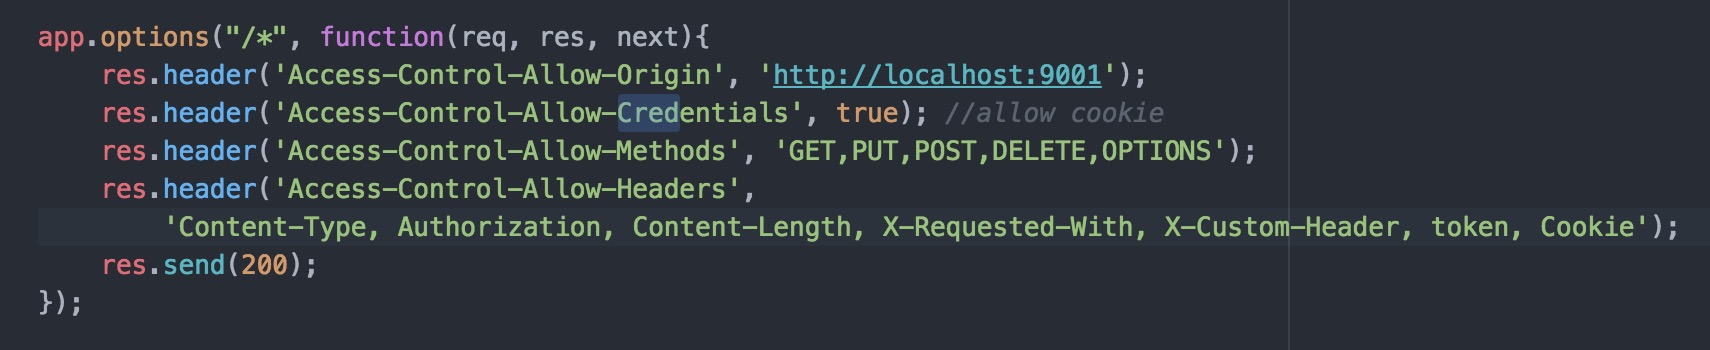 app.options("/*", function(req, res, next){
    res.header('Access-Control-Allow-Origin', 'http://localhost:9001');
    res.header('Access-Control-Allow-Credentials', true); //allow cookie
    res.header('Access-Control-Allow-Methods', 'GET,PUT,POST,DELETE,OPTIONS');
    res.header('Access-Control-Allow-Headers',
        'Content-Type, Authorization, Content-Length, X-Requested-With, X-Custom-Header, token, Cookie');
    res.send(200);
});